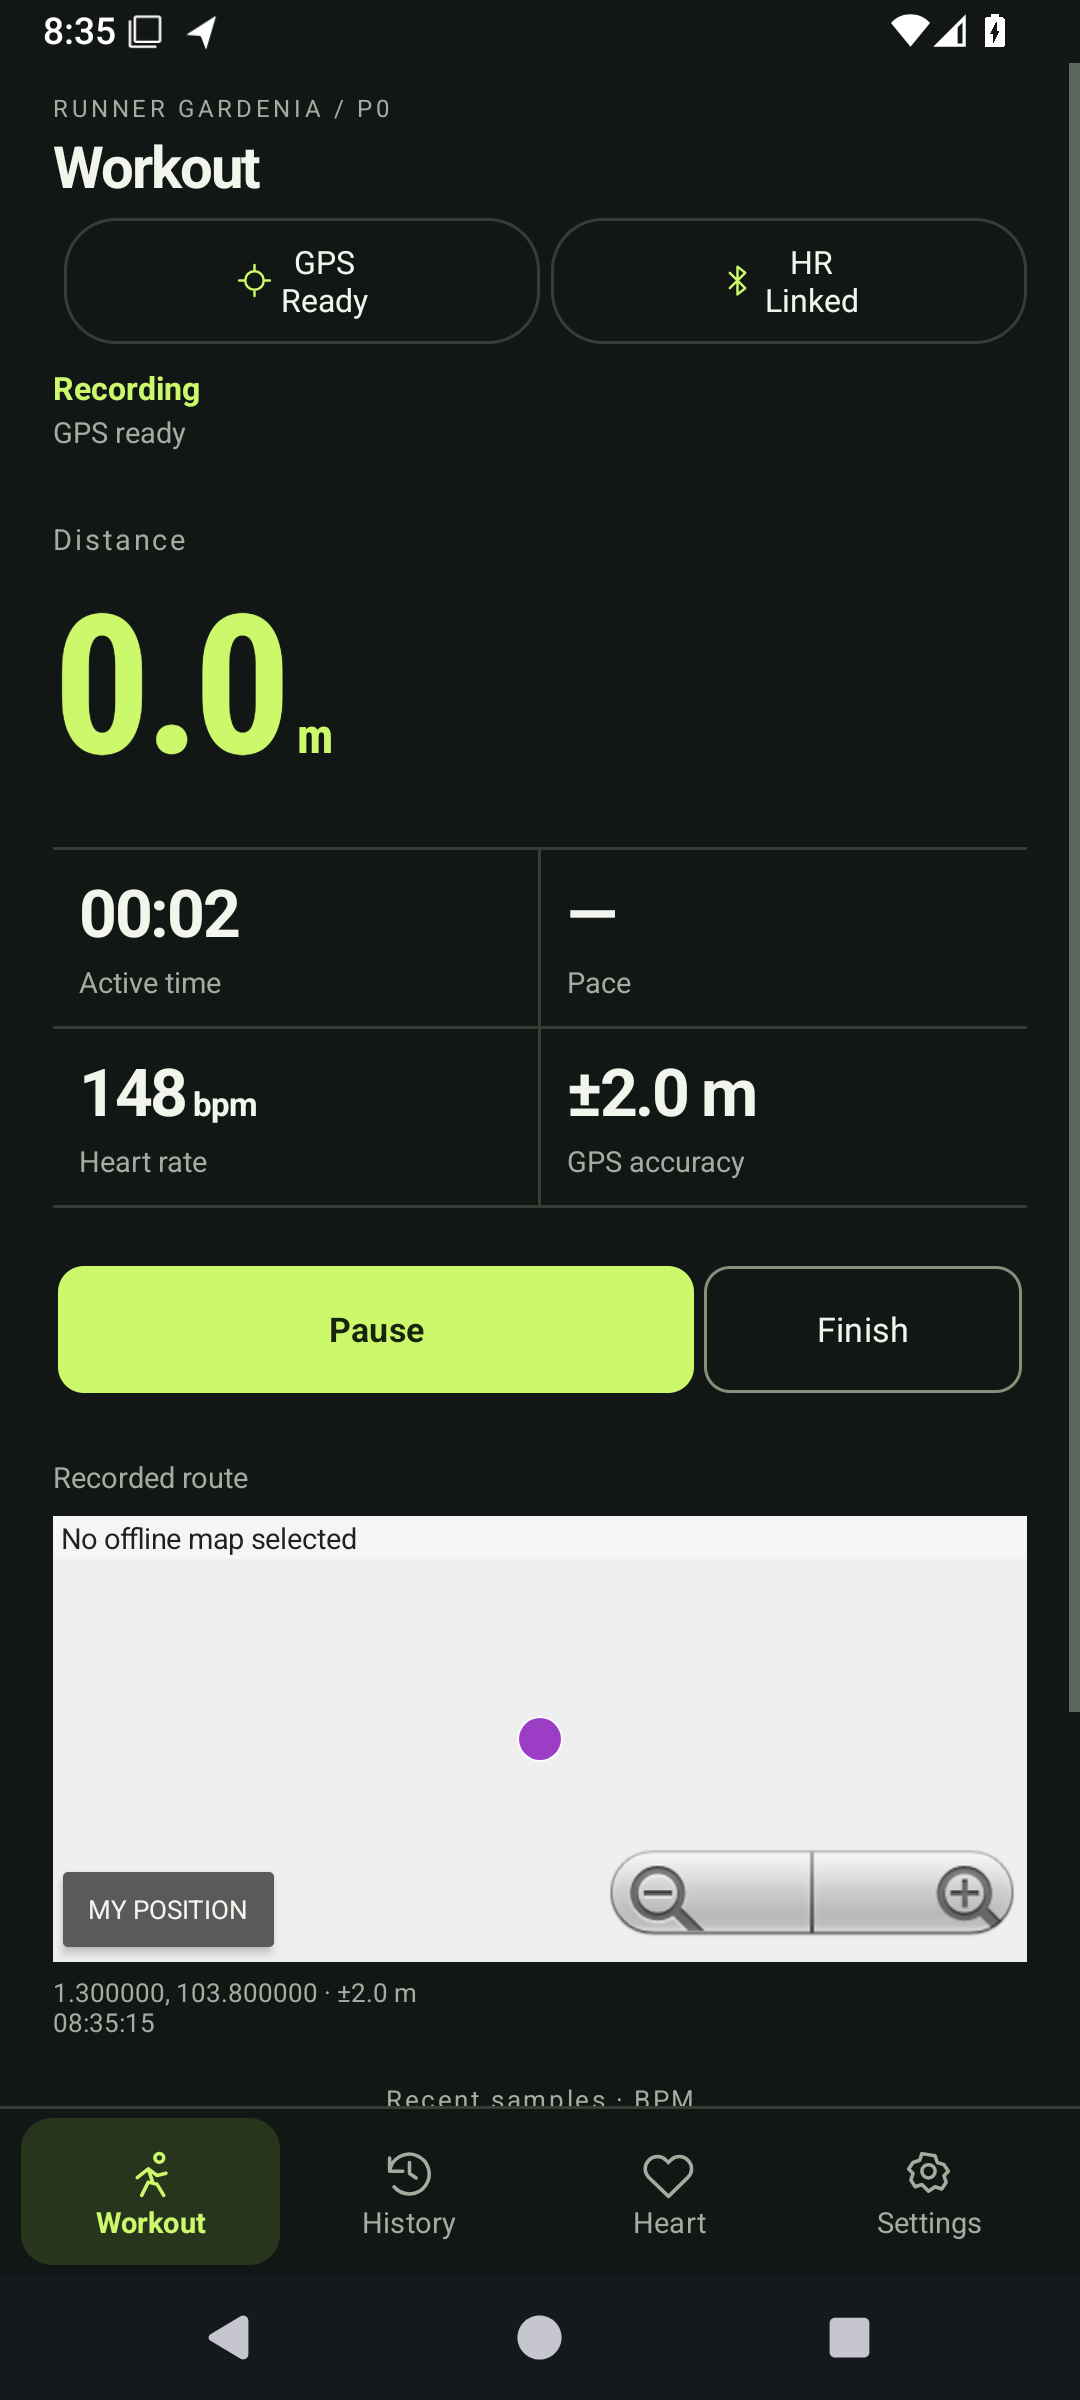 8:35
RUNNER GARDENIA / P0
Workout
GPS
Ready
HR
Linked
Recording
GPS ready
Distance
0.0 m
00:02
Active time
—
Pace
148 bpm
Heart rate
±2.0 m
GPS accuracy
Pause
Finish
Recorded route
No offline map selected
MY POSITION
1.300000, 103.800000 · ±2.0 m
08:35:15
Recent samples · BPM
Workout
History
Heart
Settings